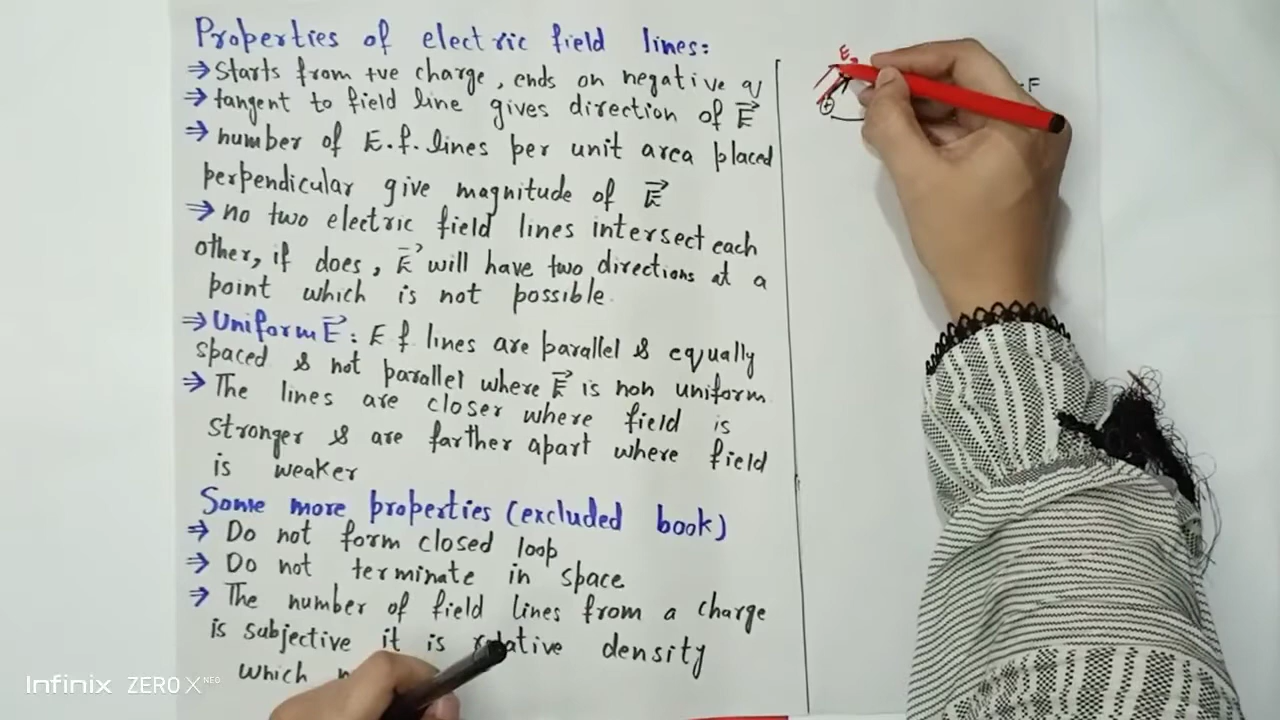 Properties of electric field lines:
⇒ Starts from +ve charge, ends on negative q
⇒ tangent to field line gives direction of E⃗
⇒ number of E.f. lines per unit area placed
perpendicular give magnitude of E⃗
⇒ no two electric field lines intersect each
other, if does, E⃗ will have two directions at a
point which is not possible.
⇒ Uniform E⃗: E f lines are parallel & equally
spaced & not parallel where E⃗ is non uniform
⇒ The lines are closer where field is
stronger & are farther apart where field
is weaker
Some more properties (excluded book)
⇒ Do not form closed loop
⇒ Do not terminate in space
⇒ The number of field lines from a charge
is subjective it is relative density
which
E
+
F
Infinix ZERO X NEO